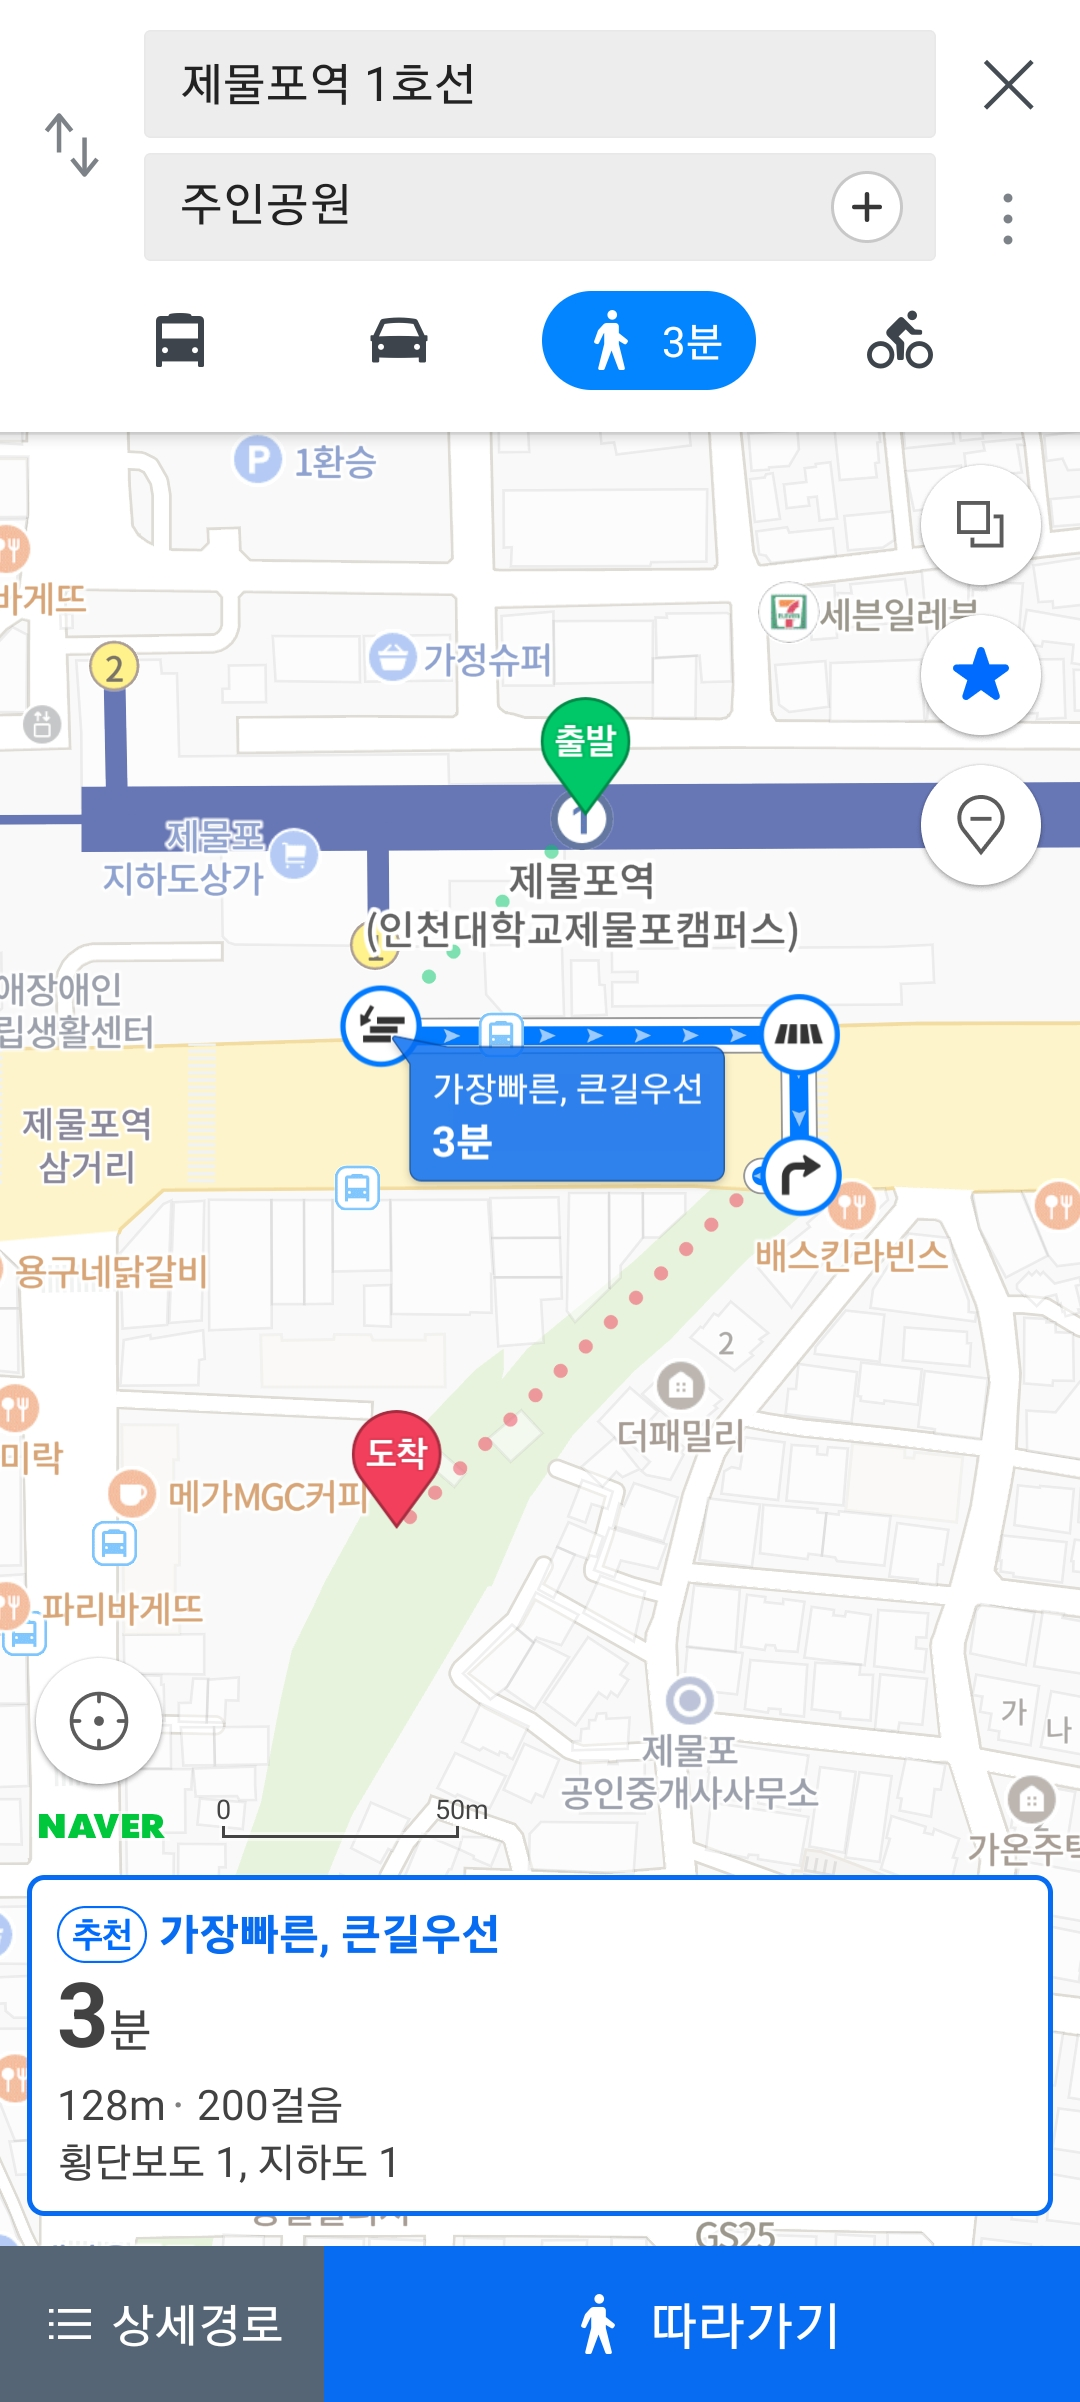 제물포역 1호선
주인공원
3분
P 1환승
바게뜨
세븐일레브
2
가정슈퍼
출발
1
제물포
지하도상가
제물포역
(인천대학교제물포캠퍼스)
1
애장애인
립생활센터
가장빠른, 큰길우선
3분
제물포역
삼거리
배스킨라빈스
용구네닭갈비
2
더패밀리
미락
도착
메가MGC커피
파리바게뜨
제물포
공인중개사사무소
가
나
가온주택
NAVER
0 50m
추천 가장빠른, 큰길우선
3분
128m · 200걸음
횡단보도 1, 지하도 1
GS25
상세경로
따라가기